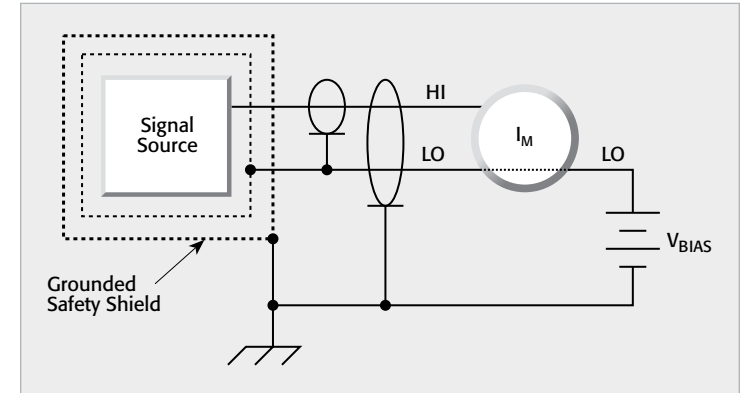 HI
Signal
Source
I_M
LO
LO
V_BIAS
Grounded
Safety Shield